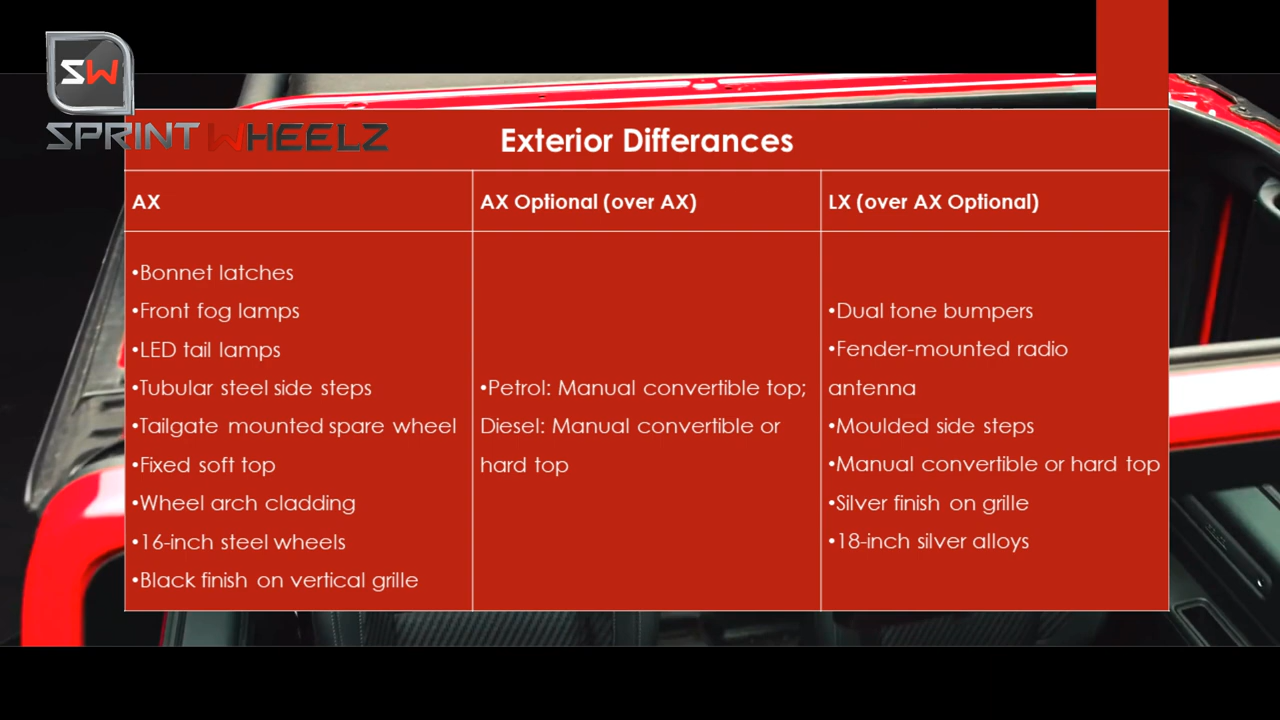 SW
SPRINT WHEELZ
Exterior Differances
AX
•Bonnet latches
•Front fog lamps
•LED tail lamps
•Tubular steel side steps
•Tailgate mounted spare wheel
•Fixed soft top
•Wheel arch cladding
•16-inch steel wheels
•Black finish on vertical grille
AX Optional (over AX)
•Petrol: Manual convertible top;
Diesel: Manual convertible or
hard top
LX (over AX Optional)
•Dual tone bumpers
•Fender-mounted radio
antenna
•Moulded side steps
•Manual convertible or hard top
•Silver finish on grille
•18-inch silver alloys